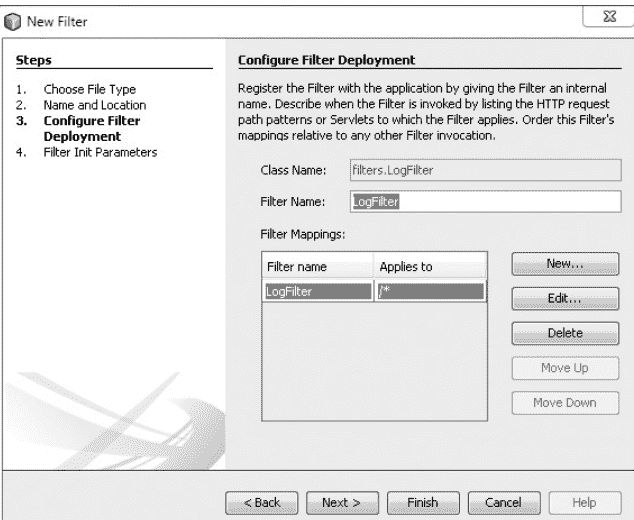 New Filter
Steps
1. Choose File Type
2. Name and Location
3. Configure Filter
Deployment
4. Filter Init Parameters
Configure Filter Deployment
Register the Filter with the application by giving the Filter an internal
name. Describe when the Filter is invoked by listing the HTTP request
path patterns or Servlets to which the Filter applies. Order this Filter's
mappings relative to any other Filter invocation.
Class Name: filters.LogFilter
Filter Name: LogFilter
Filter Mappings:
Filter name Applies to
LogFilter /*
New...
Edit...
Delete
Move Up
Move Down
< Back Next > Finish Cancel Help